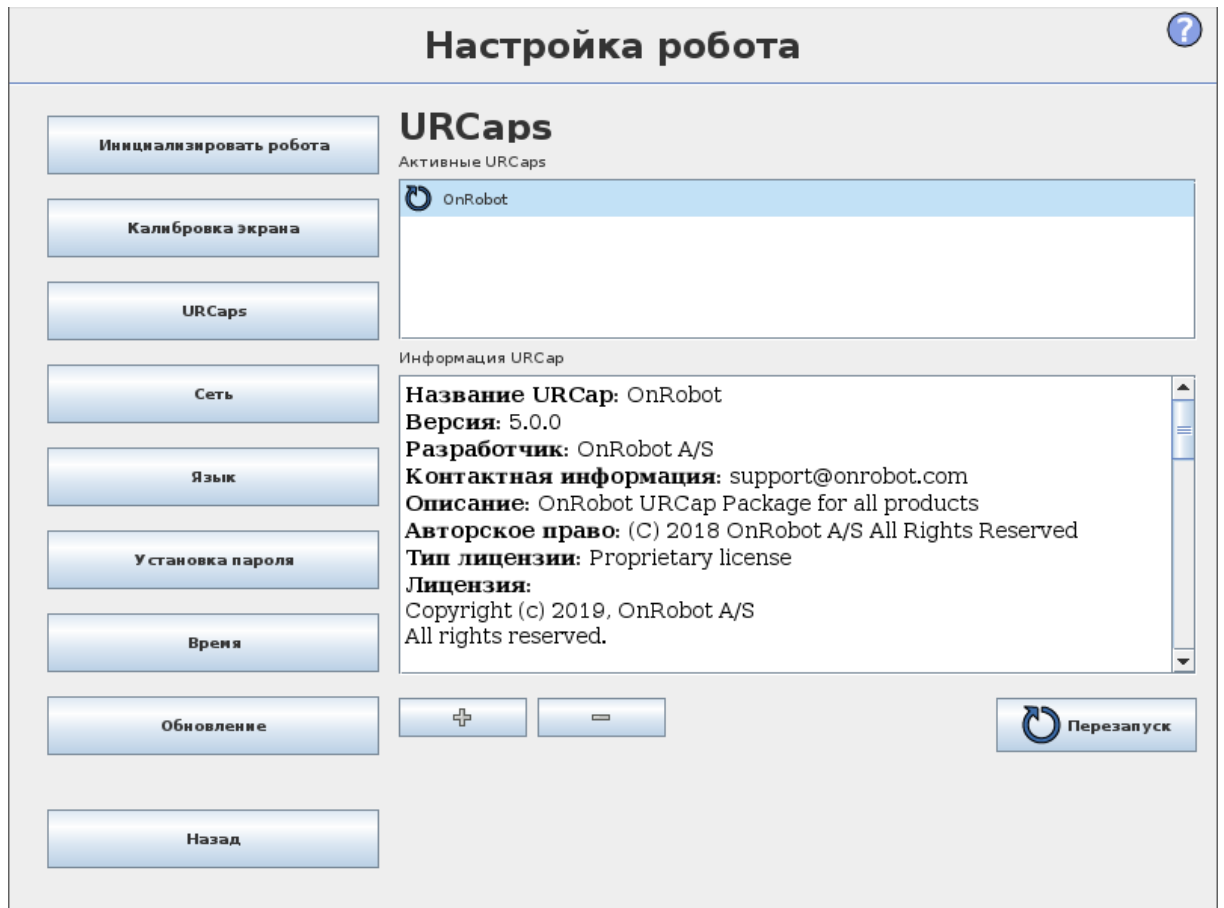 Настройка робота
?
Инициализировать робота
Калибровка экрана
URCaps
Сеть
Язык
Установка пароля
Время
Обновление
Назад
URCaps
Активные URCaps
OnRobot
Информация URCap
Название URCap: OnRobot
Версия: 5.0.0
Разработчик: OnRobot A/S
Контактная информация: support@onrobot.com
Описание: OnRobot URCap Package for all products
Авторское право: (C) 2018 OnRobot A/S All Rights Reserved
Тип лицензии: Proprietary license
Лицензия:
Copyright (c) 2019, OnRobot A/S
All rights reserved.
Перезапуск